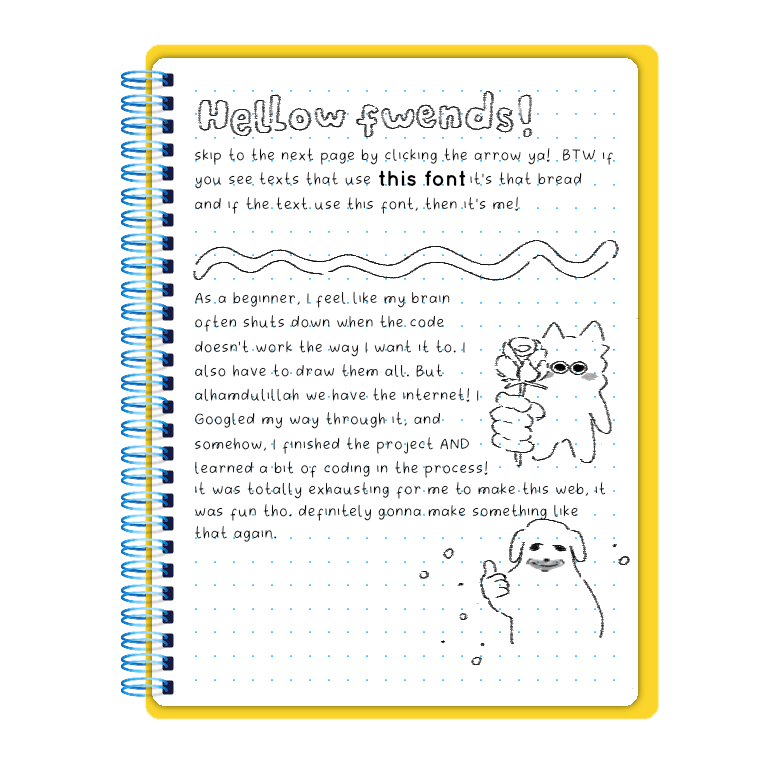 Hellow fwends!
skip to the next page by clicking the arrow ya! BTW if
you see texts that use this font it's that bread
and if the text use this font, then it's me!
As a beginner, I feel like my brain
often shuts down when the code
doesn't work the way I want it to. I
also have to draw them all. But
alhamdulillah we have the internet! I
Googled my way through it, and
somehow, I finished the project AND
learned a bit of coding in the process!
it was totally exhausting for me to make this web, it
was fun tho. definitely gonna make something like
that again.